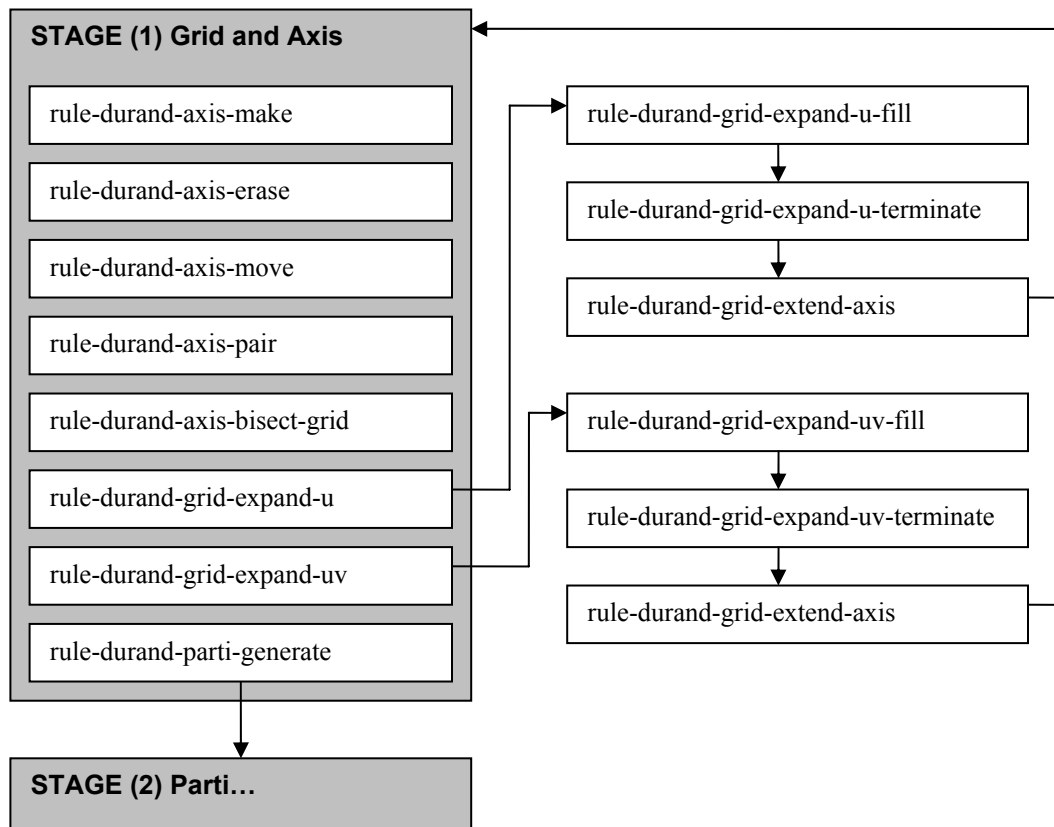 STAGE (1) Grid and Axis
rule-durand-axis-make
rule-durand-axis-erase
rule-durand-axis-move
rule-durand-axis-pair
rule-durand-axis-bisect-grid
rule-durand-grid-expand-u
rule-durand-grid-expand-uv
rule-durand-parti-generate
rule-durand-grid-expand-u-fill
rule-durand-grid-expand-u-terminate
rule-durand-grid-extend-axis
rule-durand-grid-expand-uv-fill
rule-durand-grid-expand-uv-terminate
rule-durand-grid-extend-axis
STAGE (2) Parti…